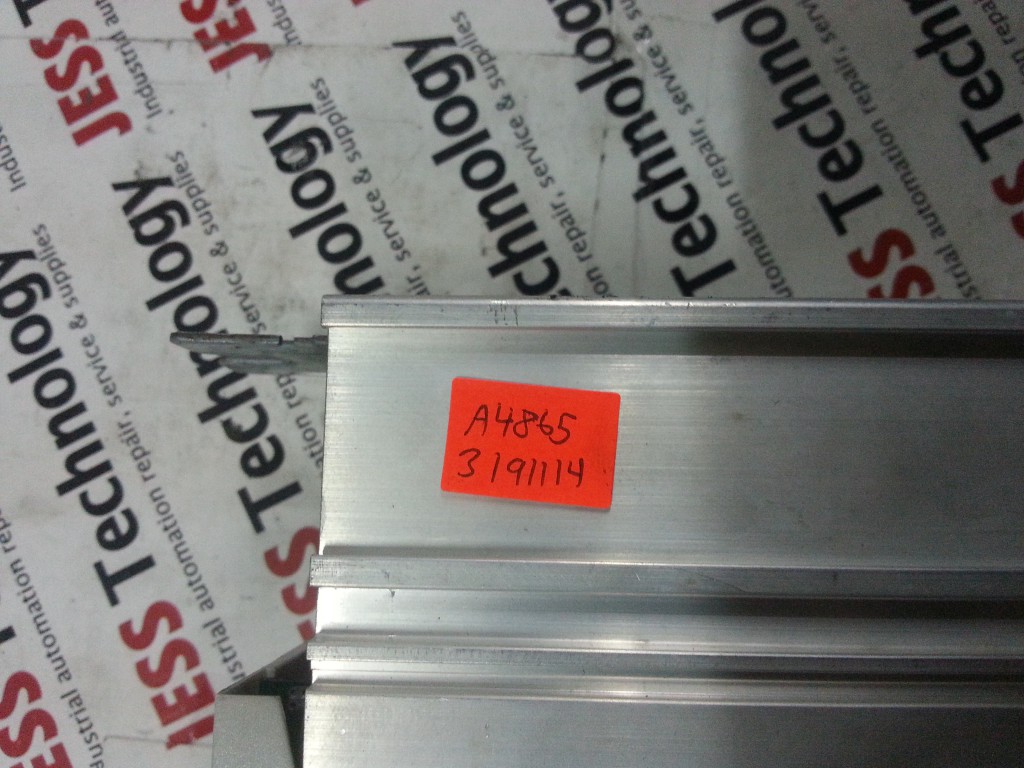 JESS Technology
Industrial automation repair, service & supplies
A4865
3191114